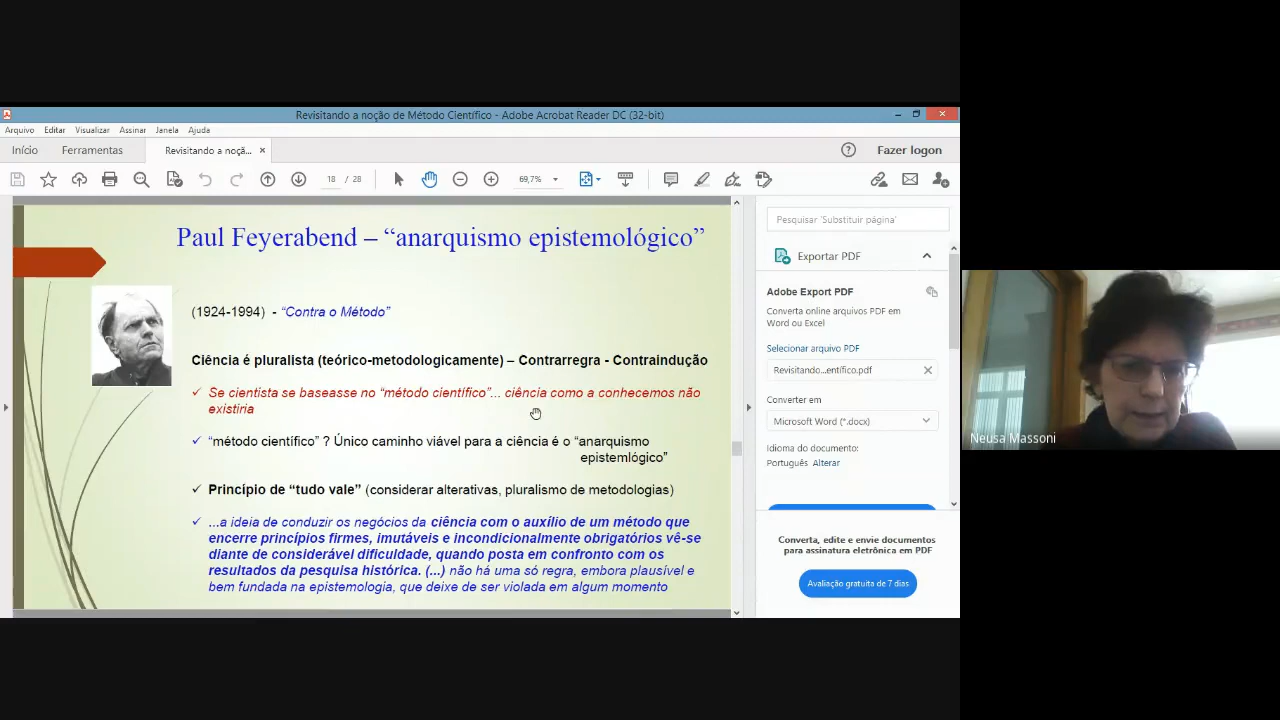 Revisitando a noção de Método Científico - Adobe Acrobat Reader DC (32-bit)
Arquivo Editar Visualizar Assinar Janela Ajuda
Início Ferramentas Revisitando a noçã... × Fazer logon
18 / 28 69,7%
Paul Feyerabend – “anarquismo epistemológico”
(1924-1994) - “Contra o Método”
Ciência é pluralista (teórico-metodologicamente) – Contrarregra - Contraindução
✓ Se cientista se baseasse no “método científico”... ciência como a conhecemos não
existiria
✓ “método científico” ? Único caminho viável para a ciência é o “anarquismo
epistemlógico”
✓ Princípio de “tudo vale” (considerar alternativas, pluralismo de metodologias)
✓ ...a ideia de conduzir os negócios da ciência com o auxílio de um método que
encerre princípios firmes, imutáveis e incondicionalmente obrigatórios vê-se
diante de considerável dificuldade, quando posta em confronto com os
resultados da pesquisa histórica. (...) não há uma só regra, embora plausível e
bem fundada na epistemologia, que deixe de ser violada em algum momento
Pesquisar 'Substituir página'
Exportar PDF
Adobe Export PDF
Converta online arquivos PDF em
Word ou Excel
Selecionar arquivo PDF
Revisitando...entífico.pdf
Converter em
Microsoft Word (*.docx)
Idioma do documento:
Português Alterar
Converta, edite e envie documentos
para assinatura eletrônica em PDF
Avaliação gratuita de 7 dias
Neusa Massoni